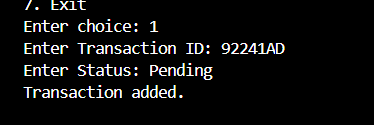 7. Exit
Enter choice: 1
Enter Transaction ID: 92241AD
Enter Status: Pending
Transaction added.